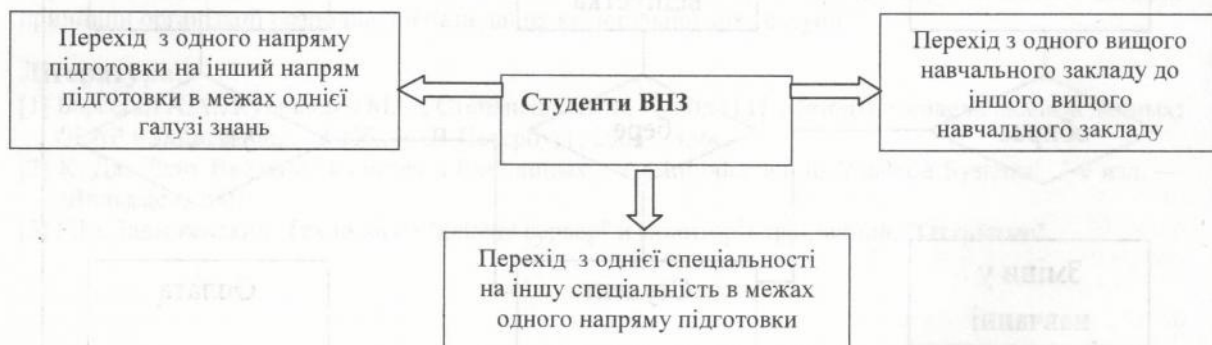 Перехід з одного напряму
підготовки на інший напрям
підготовки в межах однієї
галузі знань
Студенти ВНЗ
Перехід з одного вищого
навчального закладу до
іншого вищого
навчального закладу
Перехід з однієї спеціальності
на іншу спеціальність в межах
одного напряму підготовки